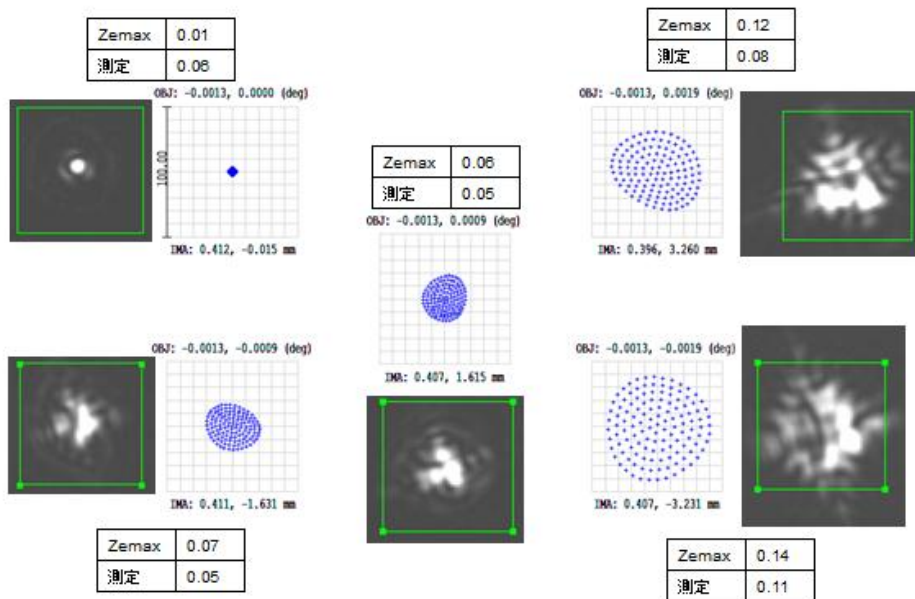 Zemax 0.01
測定 0.06
OBJ: -0.0013, 0.0000 (deg)
100.00
IMA: 0.412, -0.015 mm
Zemax 0.12
測定 0.08
OBJ: -0.0013, 0.0019 (deg)
IMA: 0.396, 3.260 mm
Zemax 0.06
測定 0.05
OBJ: -0.0013, 0.0009 (deg)
IMA: 0.407, 1.615 mm
OBJ: -0.0013, -0.0009 (deg)
IMA: 0.411, -1.631 mm
Zemax 0.07
測定 0.05
OBJ: -0.0013, -0.0019 (deg)
IMA: 0.407, -3.231 mm
Zemax 0.14
測定 0.11